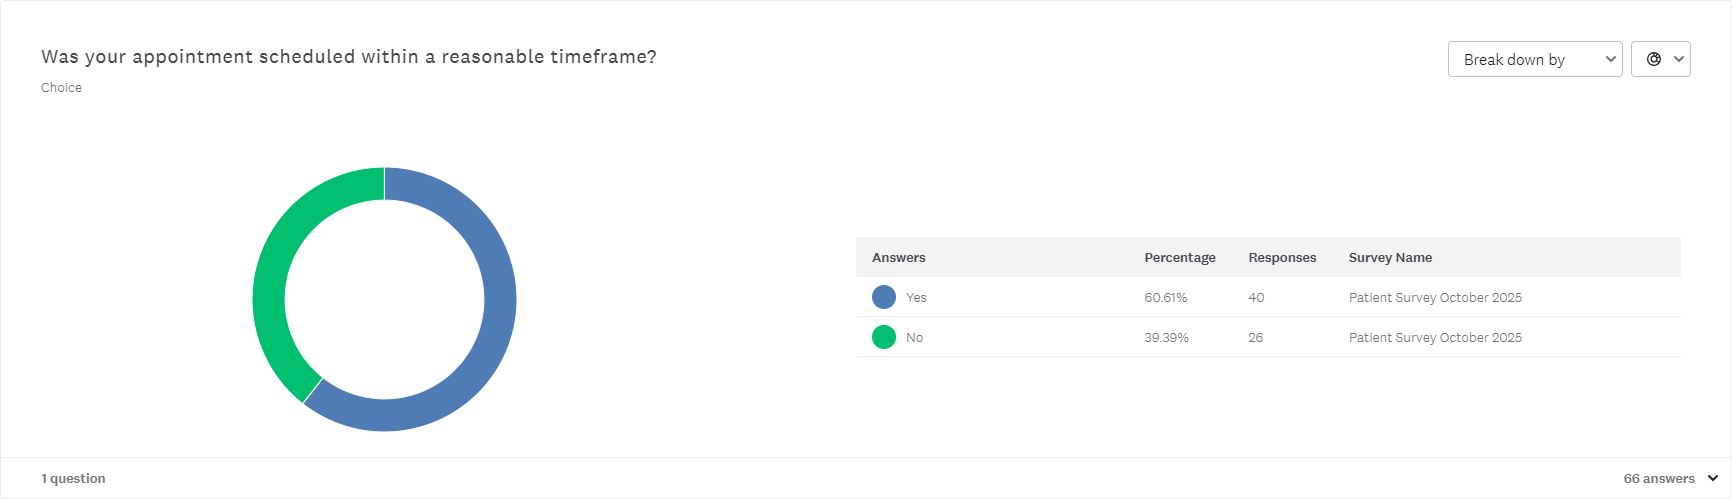 Was your appointment scheduled within a reasonable timeframe?
Break down by
Choice
Answers Percentage Responses Survey Name
Yes 60.61% 40 Patient Survey October 2025
No 39.39% 26 Patient Survey October 2025
1 question 66 answers